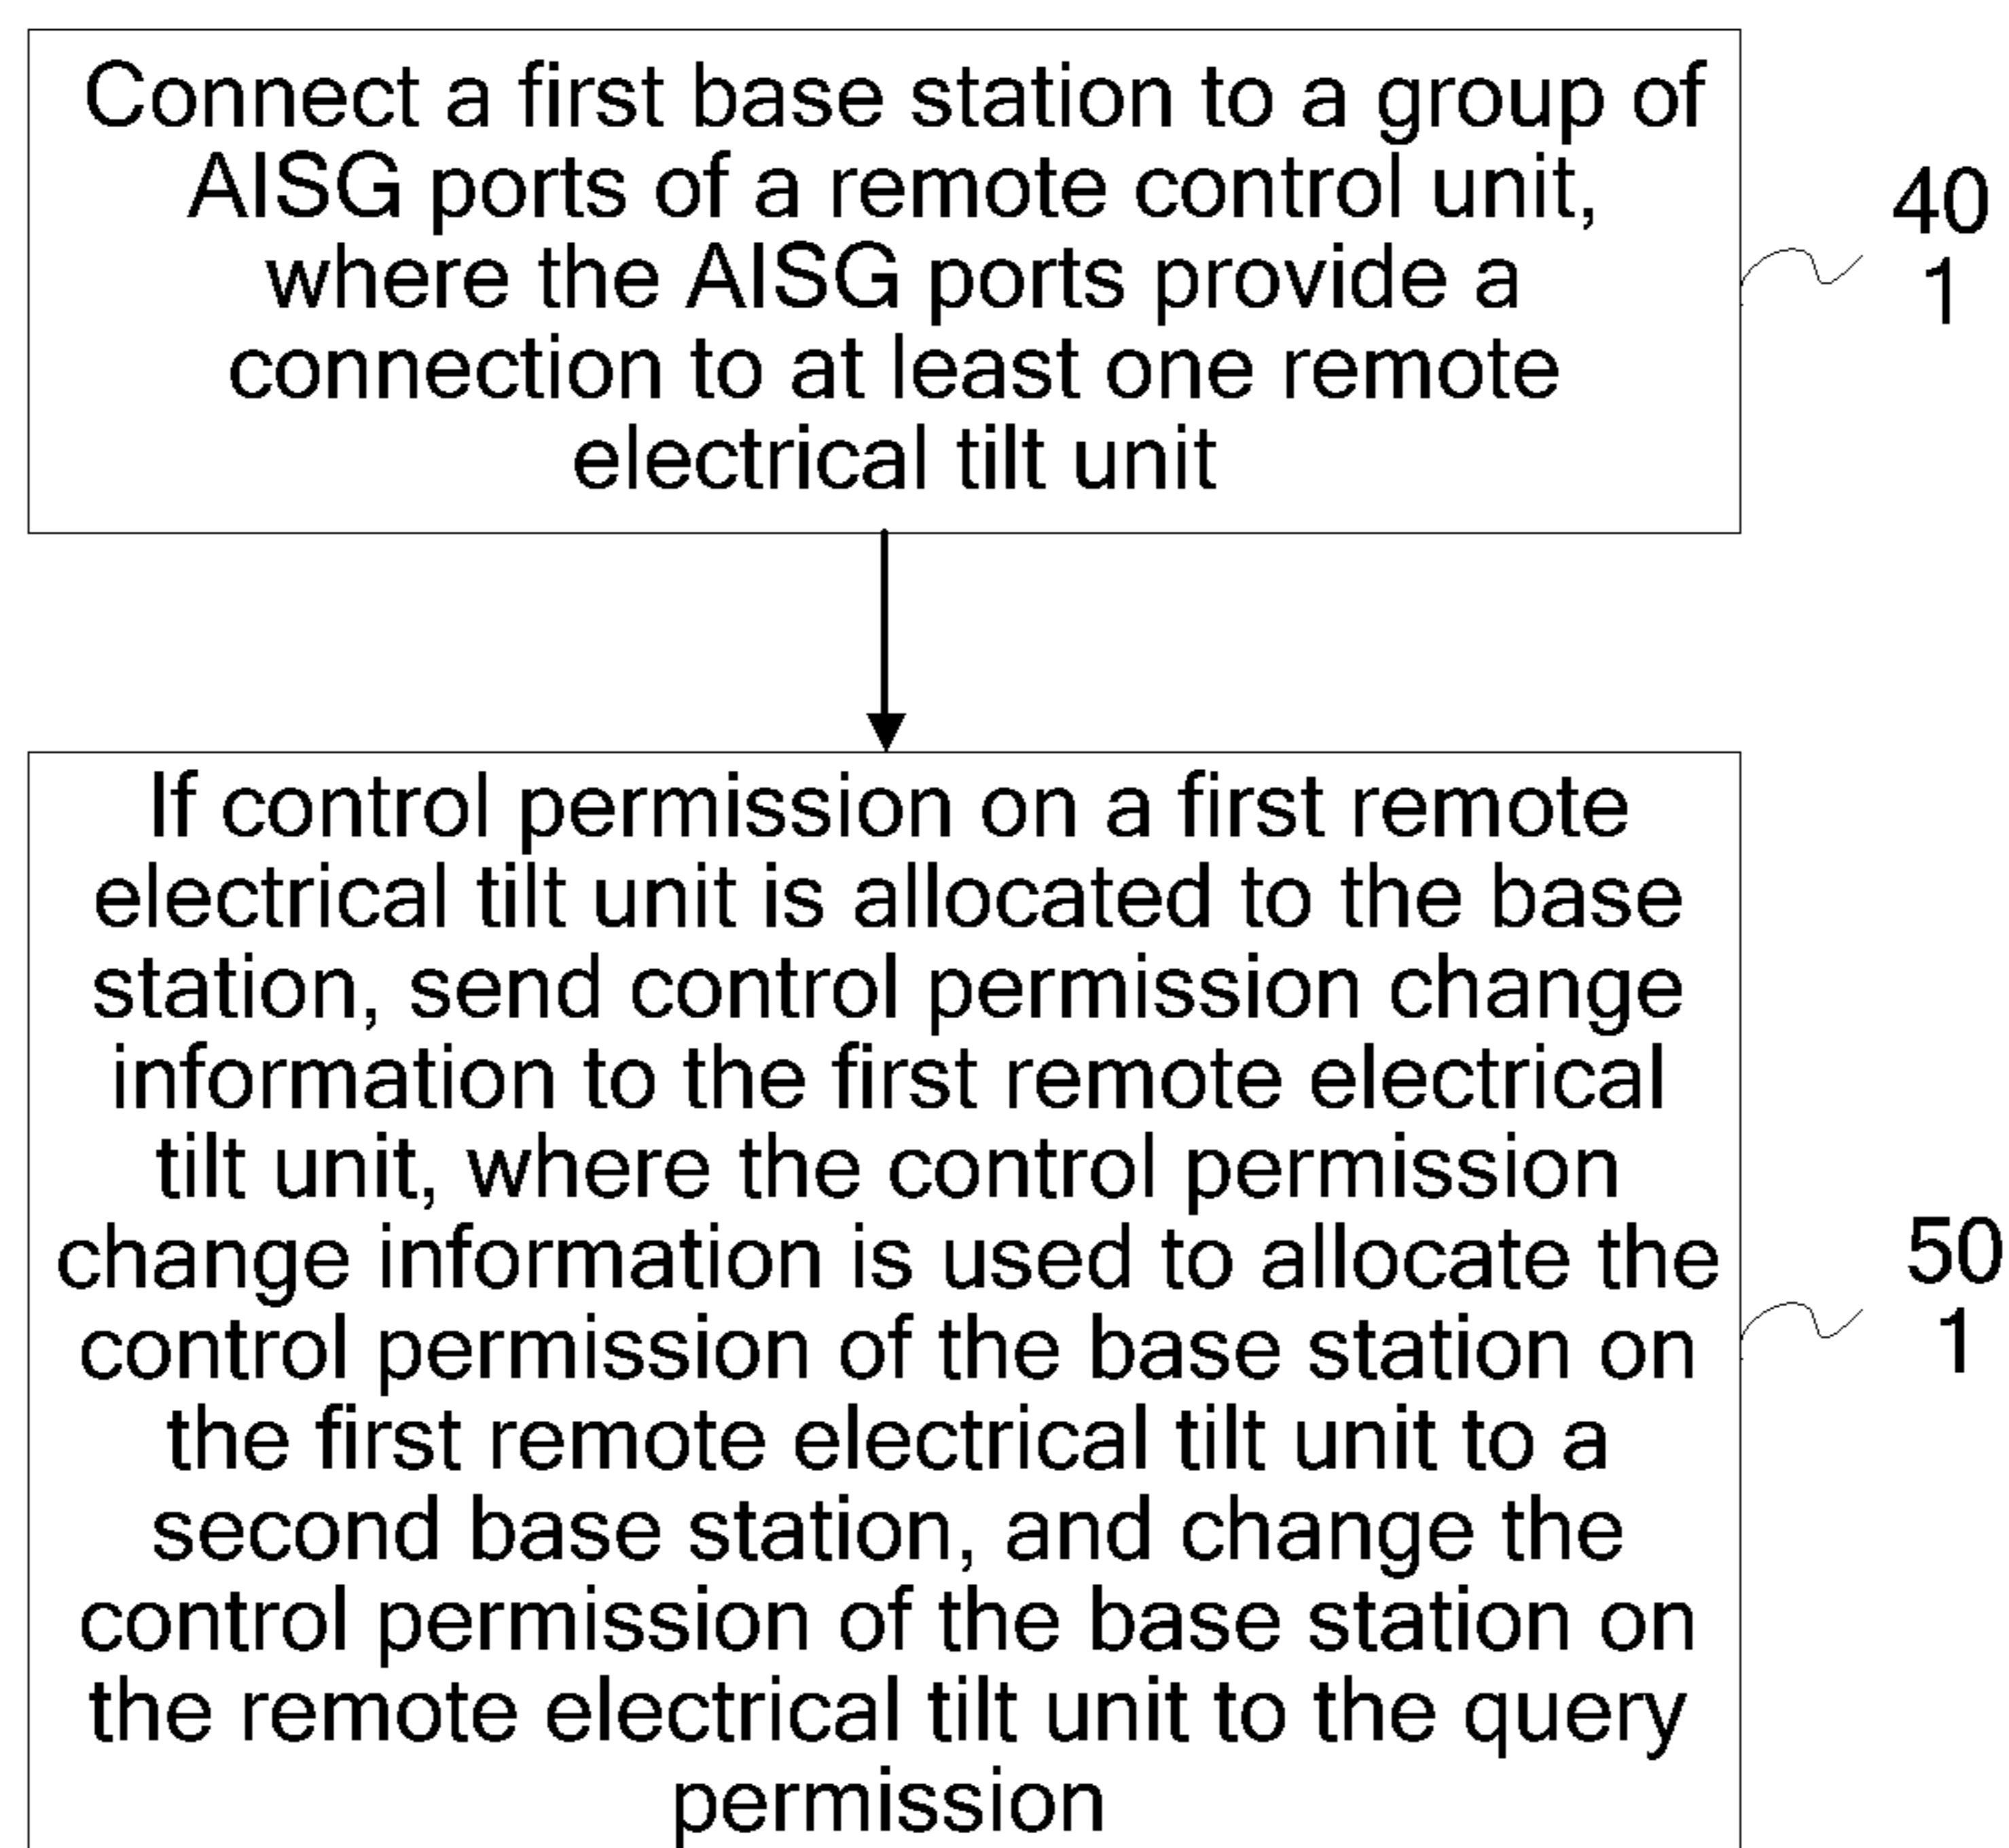 Connect a first base station to a group of
AISG ports of a remote control unit,
where the AISG ports provide a
connection to at least one remote
electrical tilt unit
40
1
If control permission on a first remote
electrical tilt unit is allocated to the base
station, send control permission change
information to the first remote electrical
tilt unit, where the control permission
change information is used to allocate the
control permission of the base station on
the first remote electrical tilt unit to a
second base station, and change the
control permission of the base station on
the remote electrical tilt unit to the query
permission
50
1